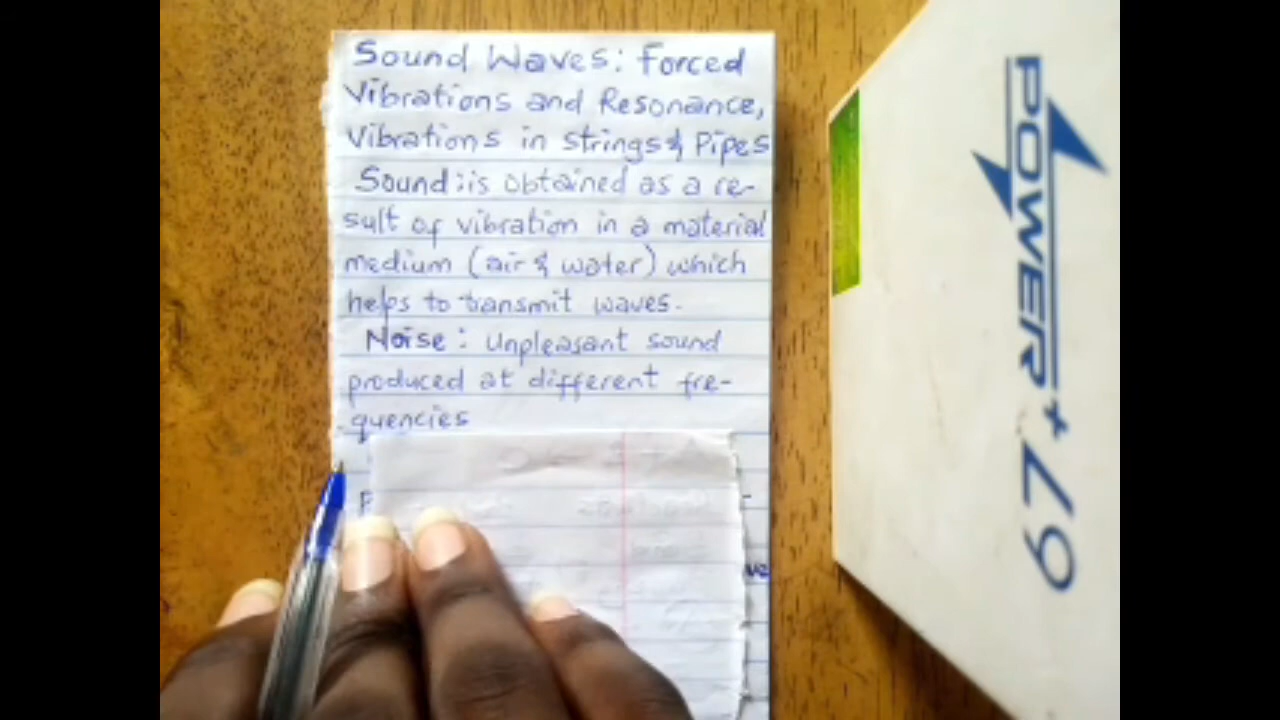 Sound Waves: Forced
Vibrations and Resonance,
Vibrations in Strings & Pipes
Sound: is obtained as a re-
sult of vibration in a material
medium (air & water) which
helps to transmit waves.
Noise: Unpleasant sound
produced at different fre-
quencies
POWER + L9